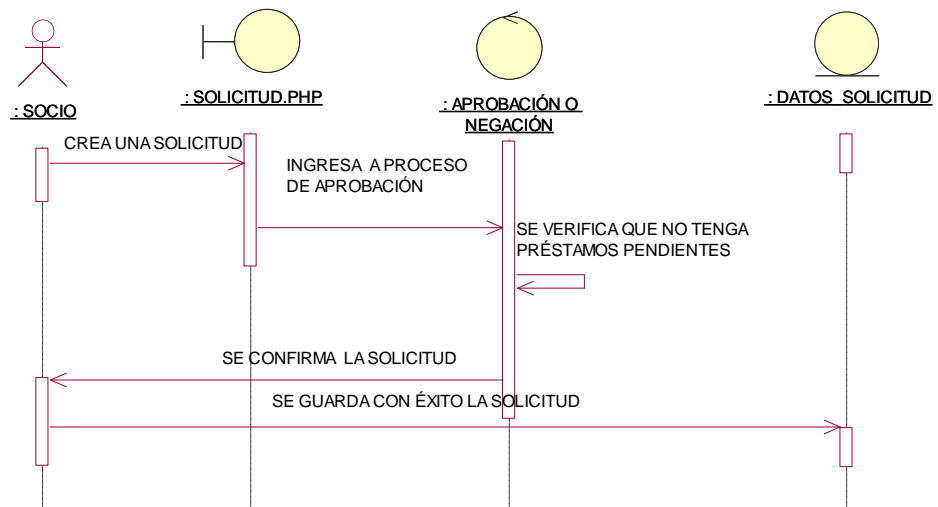 : SOCIO
: SOLICITUD.PHP
: APROBACIÓN O
NEGACIÓN
: DATOS SOLICITUD
CREA UNA SOLICITUD
INGRESA A PROCESO
DE APROBACIÓN
SE VERIFICA QUE NO TENGA
PRÉSTAMOS PENDIENTES
SE CONFIRMA LA SOLICITUD
SE GUARDA CON ÉXITO LA SOLICITUD